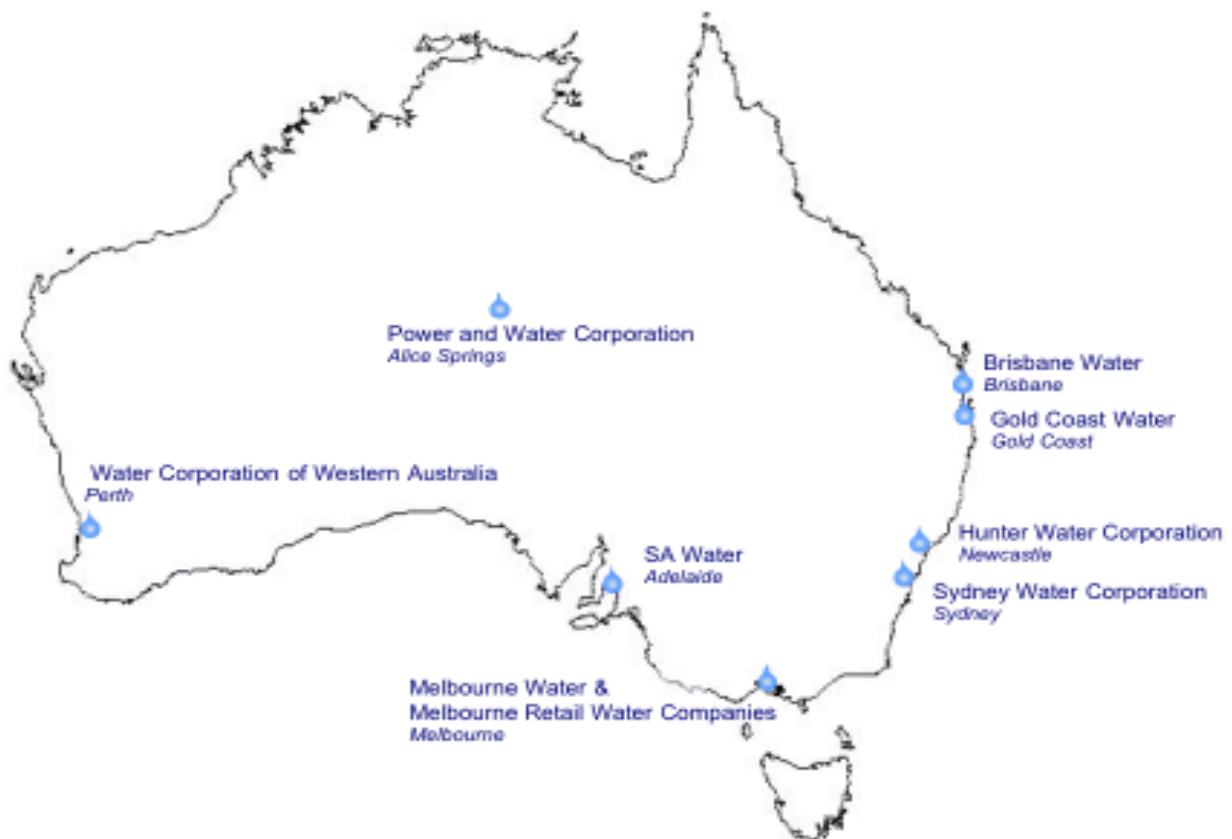 Power and Water Corporation
Alice Springs
Brisbane Water
Brisbane
Gold Coast Water
Gold Coast
Water Corporation of Western Australia
Perth
Hunter Water Corporation
Newcastle
SA Water
Adelaide
Sydney Water Corporation
Sydney
Melbourne Water &
Melbourne Retail Water Companies
Melbourne